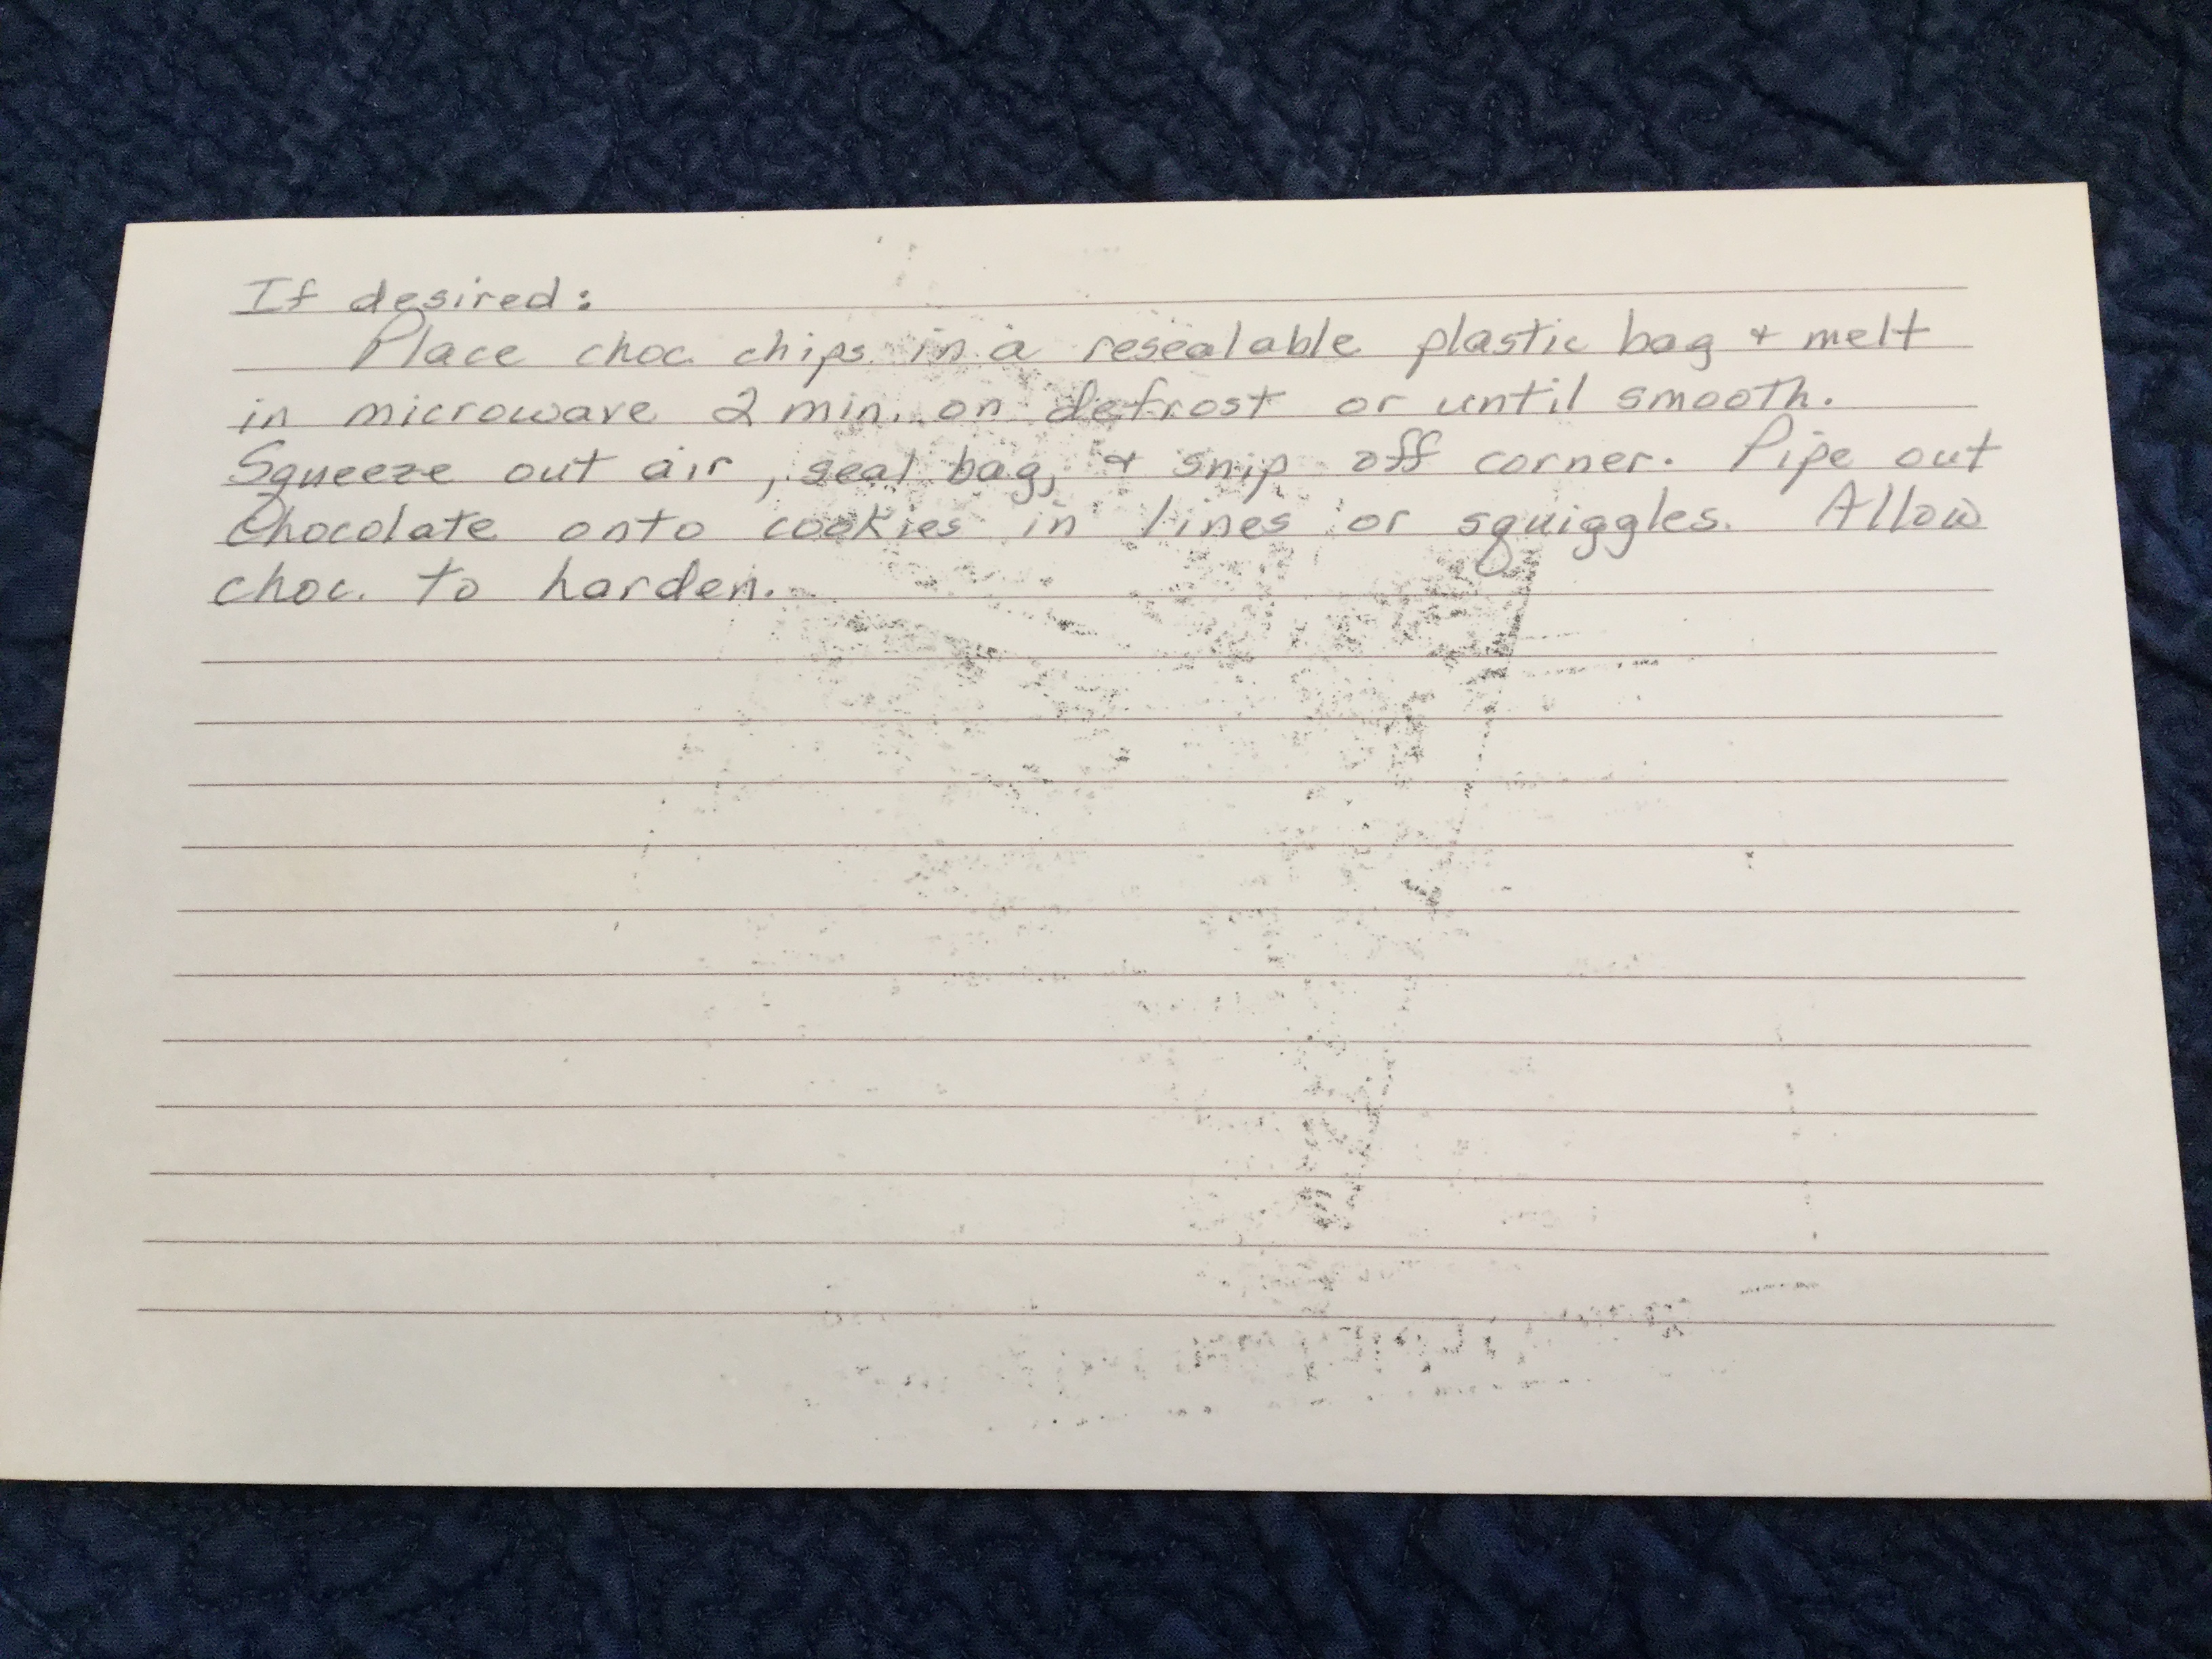 If desired:
Place choc. chips in a resealable plastic bag + melt
in microwave 2 min. on defrost or until smooth.
Squeeze out air, seal bag, + snip off corner. Pipe out
chocolate onto cookies in lines or squiggles. Allow
choc. to harden.